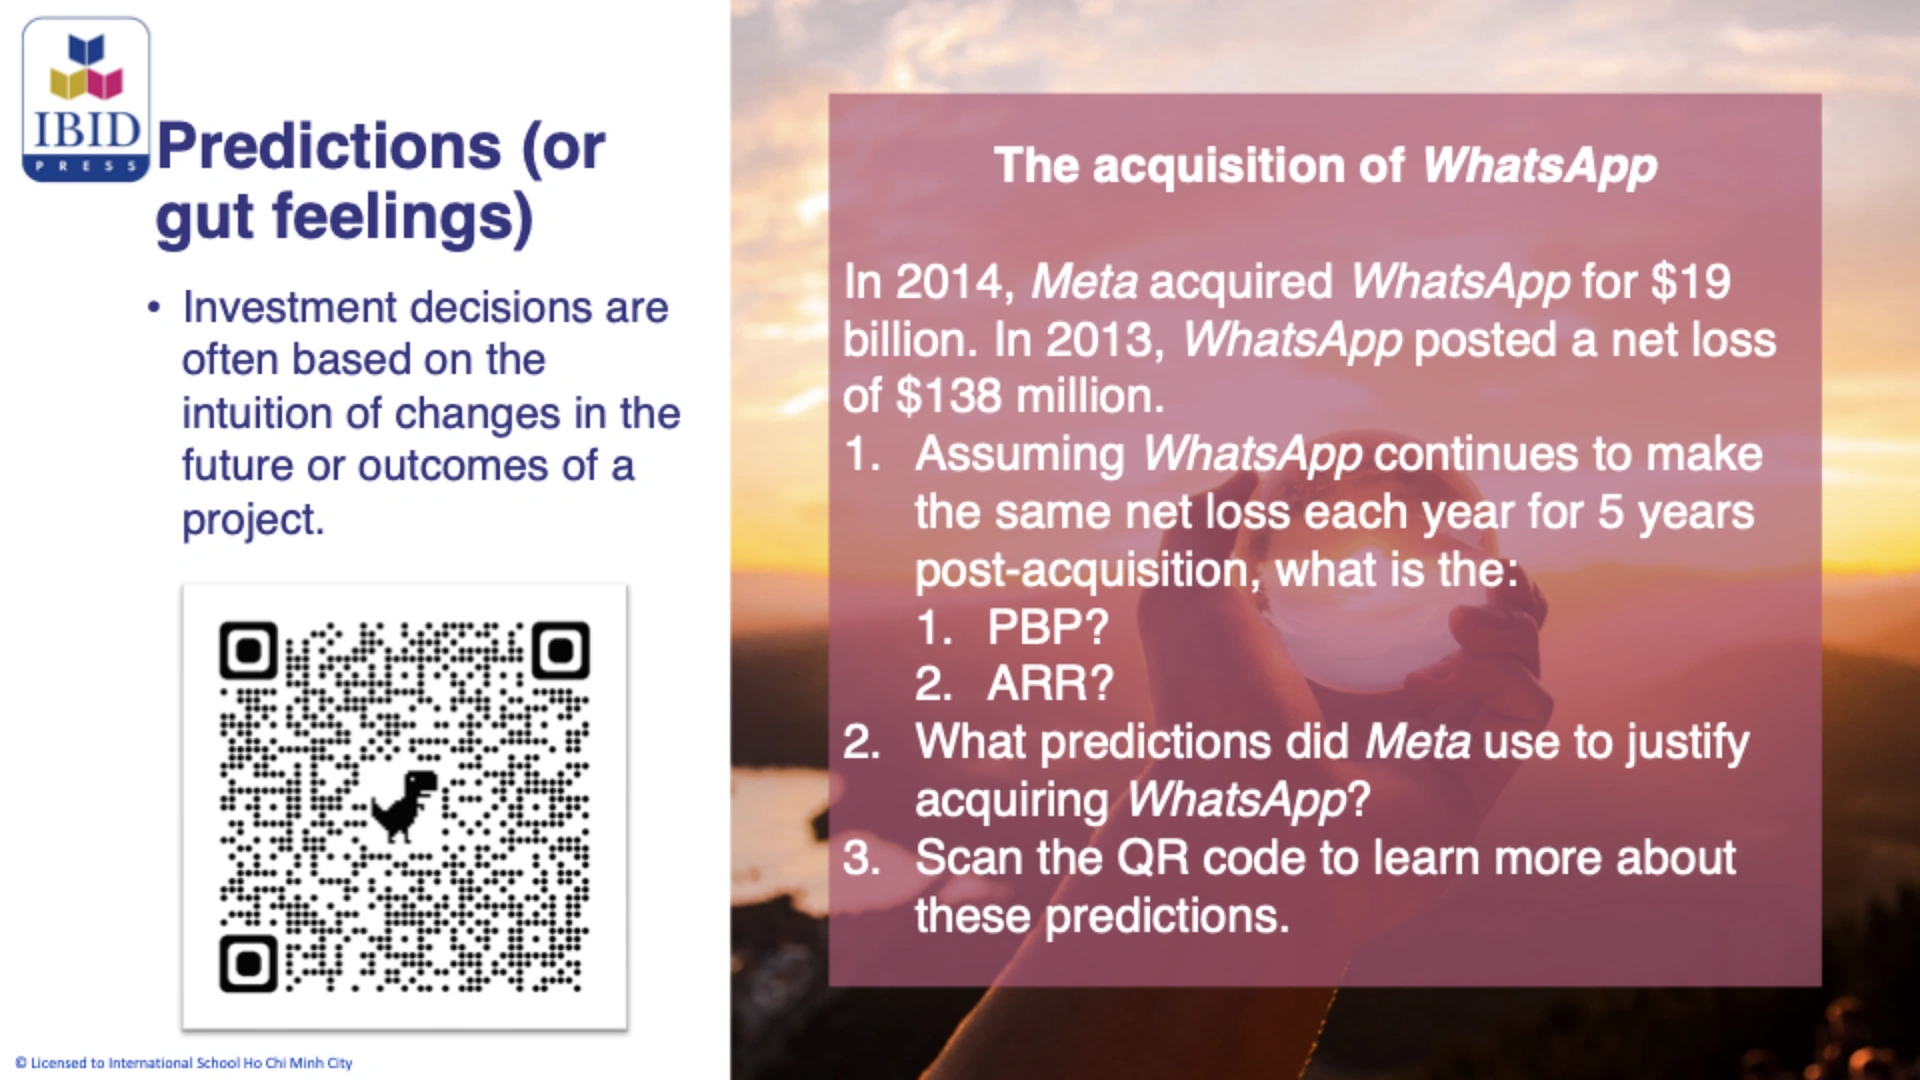 IBID
PRESS
Predictions (or
gut feelings)
• Investment decisions are
often based on the
intuition of changes in the
future or outcomes of a
project.
© Licensed to International School Ho Chi Minh City
The acquisition of WhatsApp
In 2014, Meta acquired WhatsApp for $19
billion. In 2013, WhatsApp posted a net loss
of $138 million.
1. Assuming WhatsApp continues to make
the same net loss each year for 5 years
post-acquisition, what is the:
1. PBP?
2. ARR?
2. What predictions did Meta use to justify
acquiring WhatsApp?
3. Scan the QR code to learn more about
these predictions.